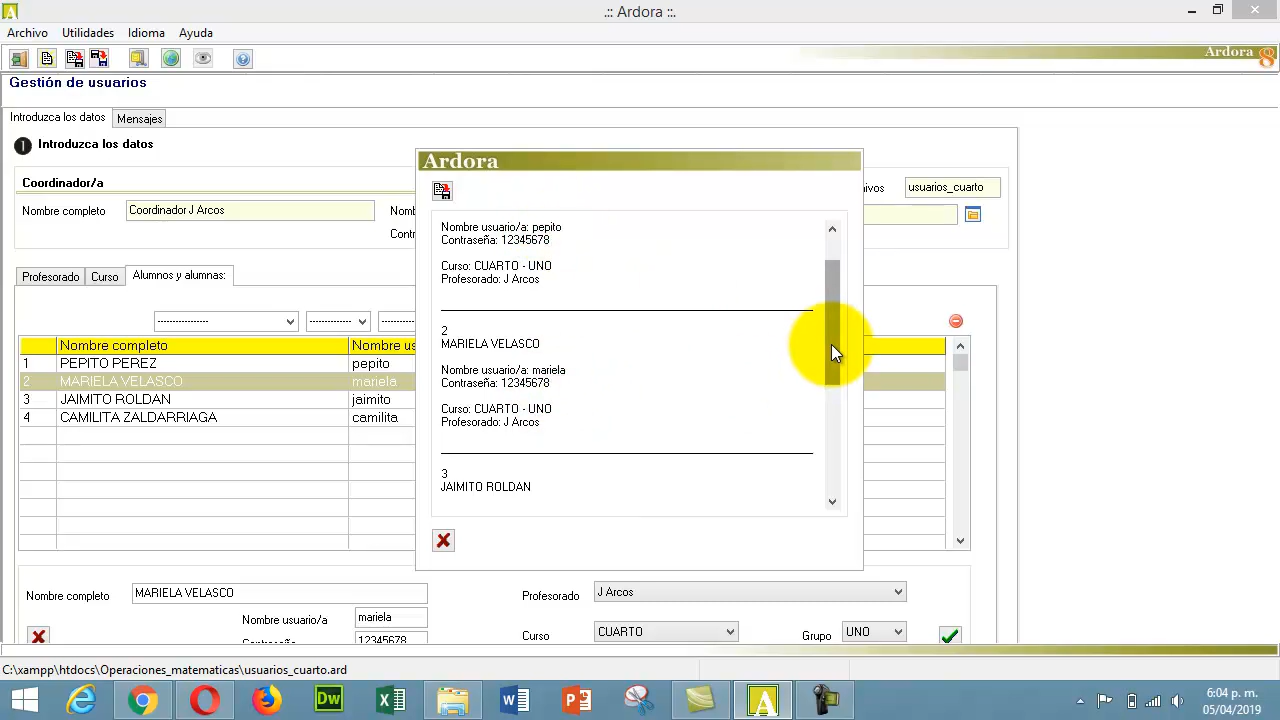 .:: Ardora ::.
Archivo Utilidades Idioma Ayuda
Ardora 8
Gestión de usuarios
Introduzca los datos Mensajes
1 Introduzca los datos
Coordinador/a
usuarios_cuarto
Nombre completo Coordinador J Arcos
Profesorado Curso Alumnos y alumnas:
---------------- ----------
Nombre completo
1 PEPITO PEREZ pepito
2 MARIELA VELASCO mariela
3 JAIMITO ROLDAN jaimito
4 CAMILITA ZALDARRIAGA camilita
Ardora
Nombre usuario/a: pepito
Contraseña: 12345678
Curso: CUARTO - UNO
Profesorado: J Arcos
2
MARIELA VELASCO
Nombre usuario/a: mariela
Contraseña: 12345678
Curso: CUARTO - UNO
Profesorado: J Arcos
3
JAIMITO ROLDAN
Nombre completo MARIELA VELASCO Profesorado J Arcos
Nombre usuario/a mariela
Contraseña 12345678 Curso CUARTO Grupo UNO
C:\xampp\htdocs\Operaciones_matematicas\usuarios_cuarto.ard
6:04 p. m.
05/04/2019